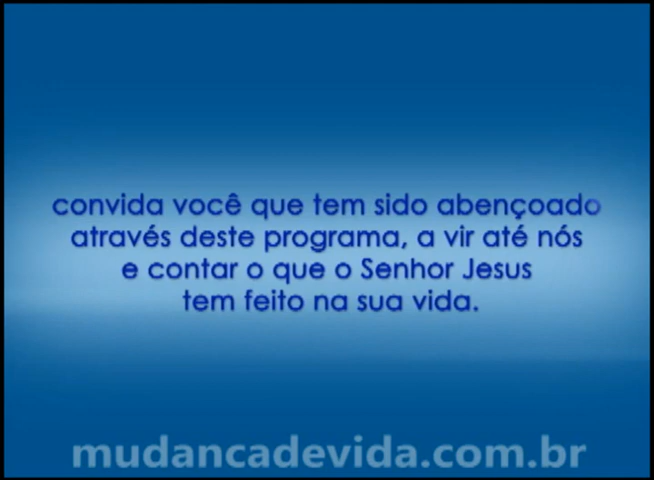 convida você que tem sido abençoado
através deste programa, a vir até nós
e contar o que o Senhor Jesus
tem feito na sua vida.
mudancadevida.com.br